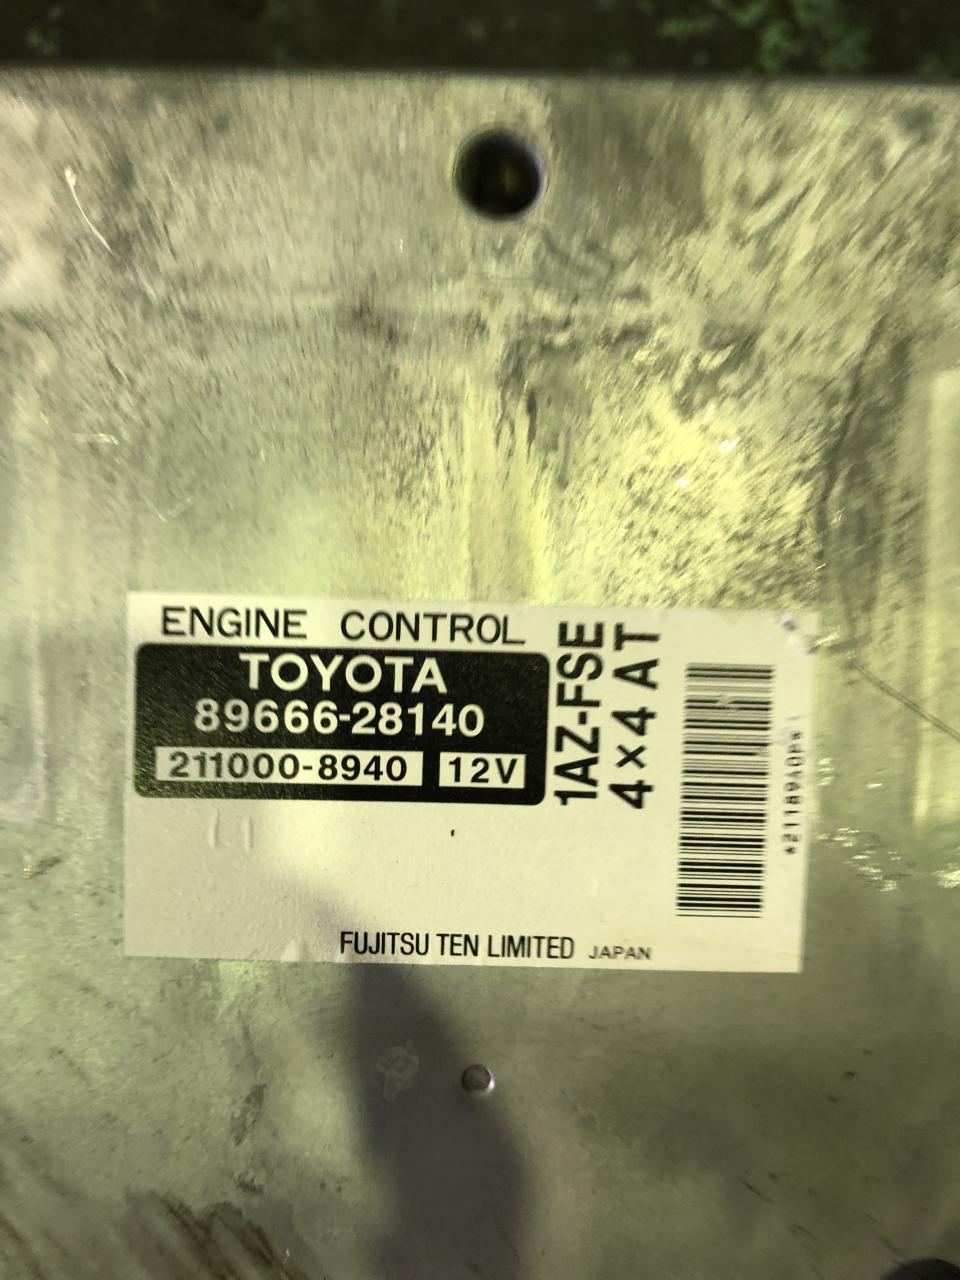 ENGINE CONTROL
TOYOTA
89666-28140
211000-8940 12V
1AZ-FSE
4×4 AT
FUJITSU TEN LIMITED JAPAN